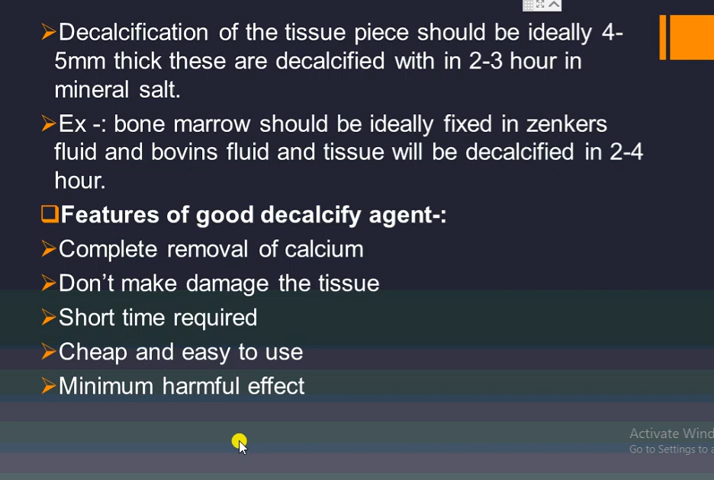 Decalcification of the tissue piece should be ideally 4-
5mm thick these are decalcified with in 2-3 hour in
mineral salt.
Ex -: bone marrow should be ideally fixed in zenkers
fluid and bovins fluid and tissue will be decalcified in 2-4
hour.
Features of good decalcify agent-:
Complete removal of calcium
Don't make damage the tissue
Short time required
Cheap and easy to use
Minimum harmful effect
Activate Wind
Go to Settings to a